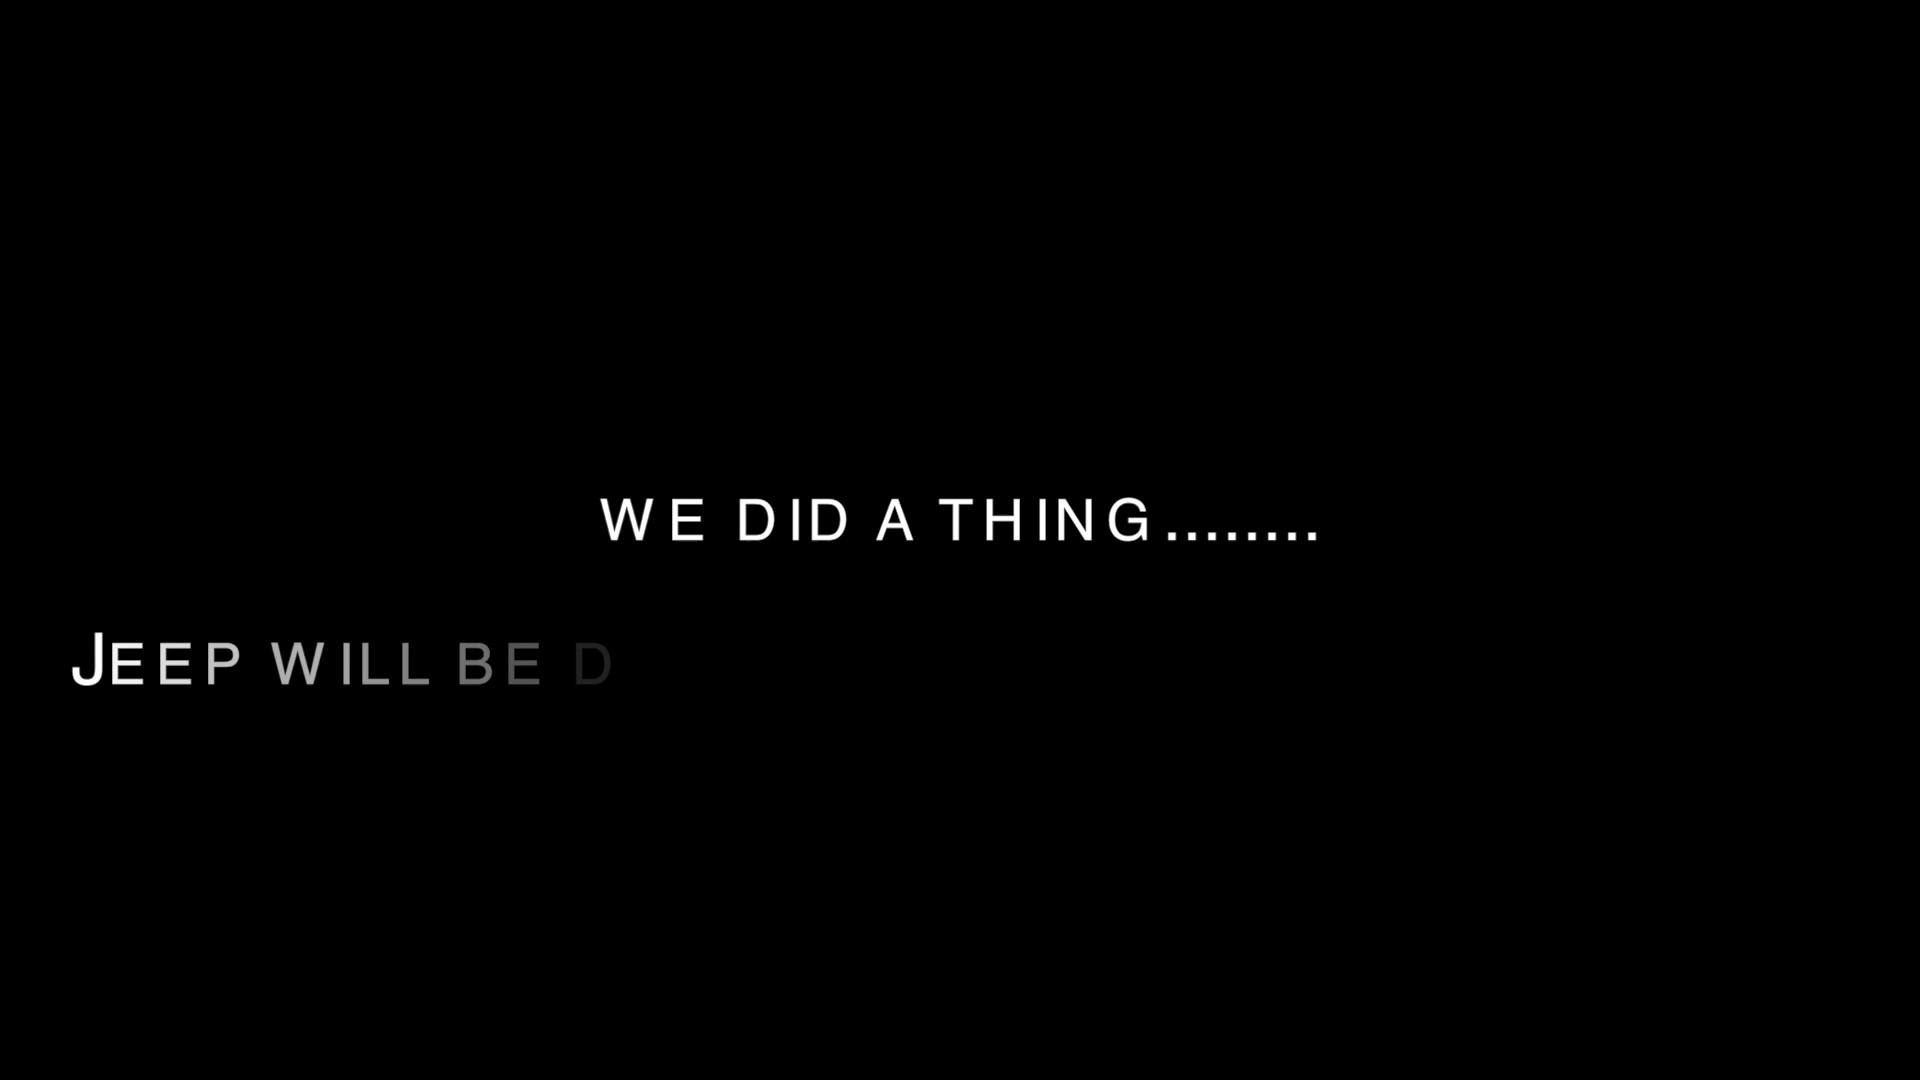 WE DID A THING........
JEEP WILL BE D